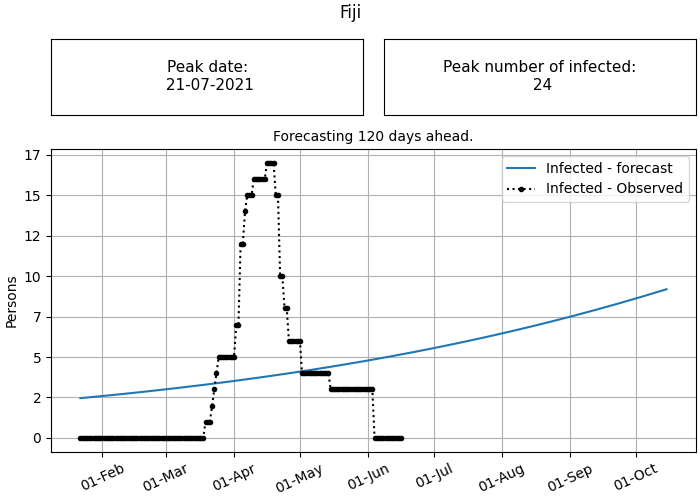 Fiji
Peak date:
21-07-2021
Peak number of infected:
24
Forecasting 120 days ahead.
Infected - forecast
Infected - Observed
Persons
17
15
12
10
7
5
2
0
01-Feb
01-Mar
01-Apr
01-May
01-Jun
01-Jul
01-Aug
01-Sep
01-Oct